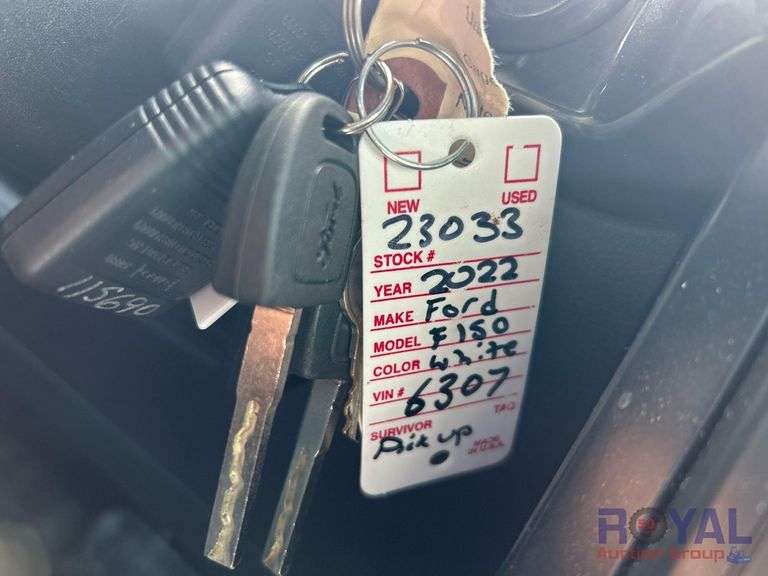 NEW USED
23033
STOCK #
YEAR 2022
MAKE Ford
MODEL F150
COLOR white
VIN # 6307
TAG
SURVIVOR
Pick up
MADE
IN U.S.A.
Ford
115690
ROYAL
Auction Group